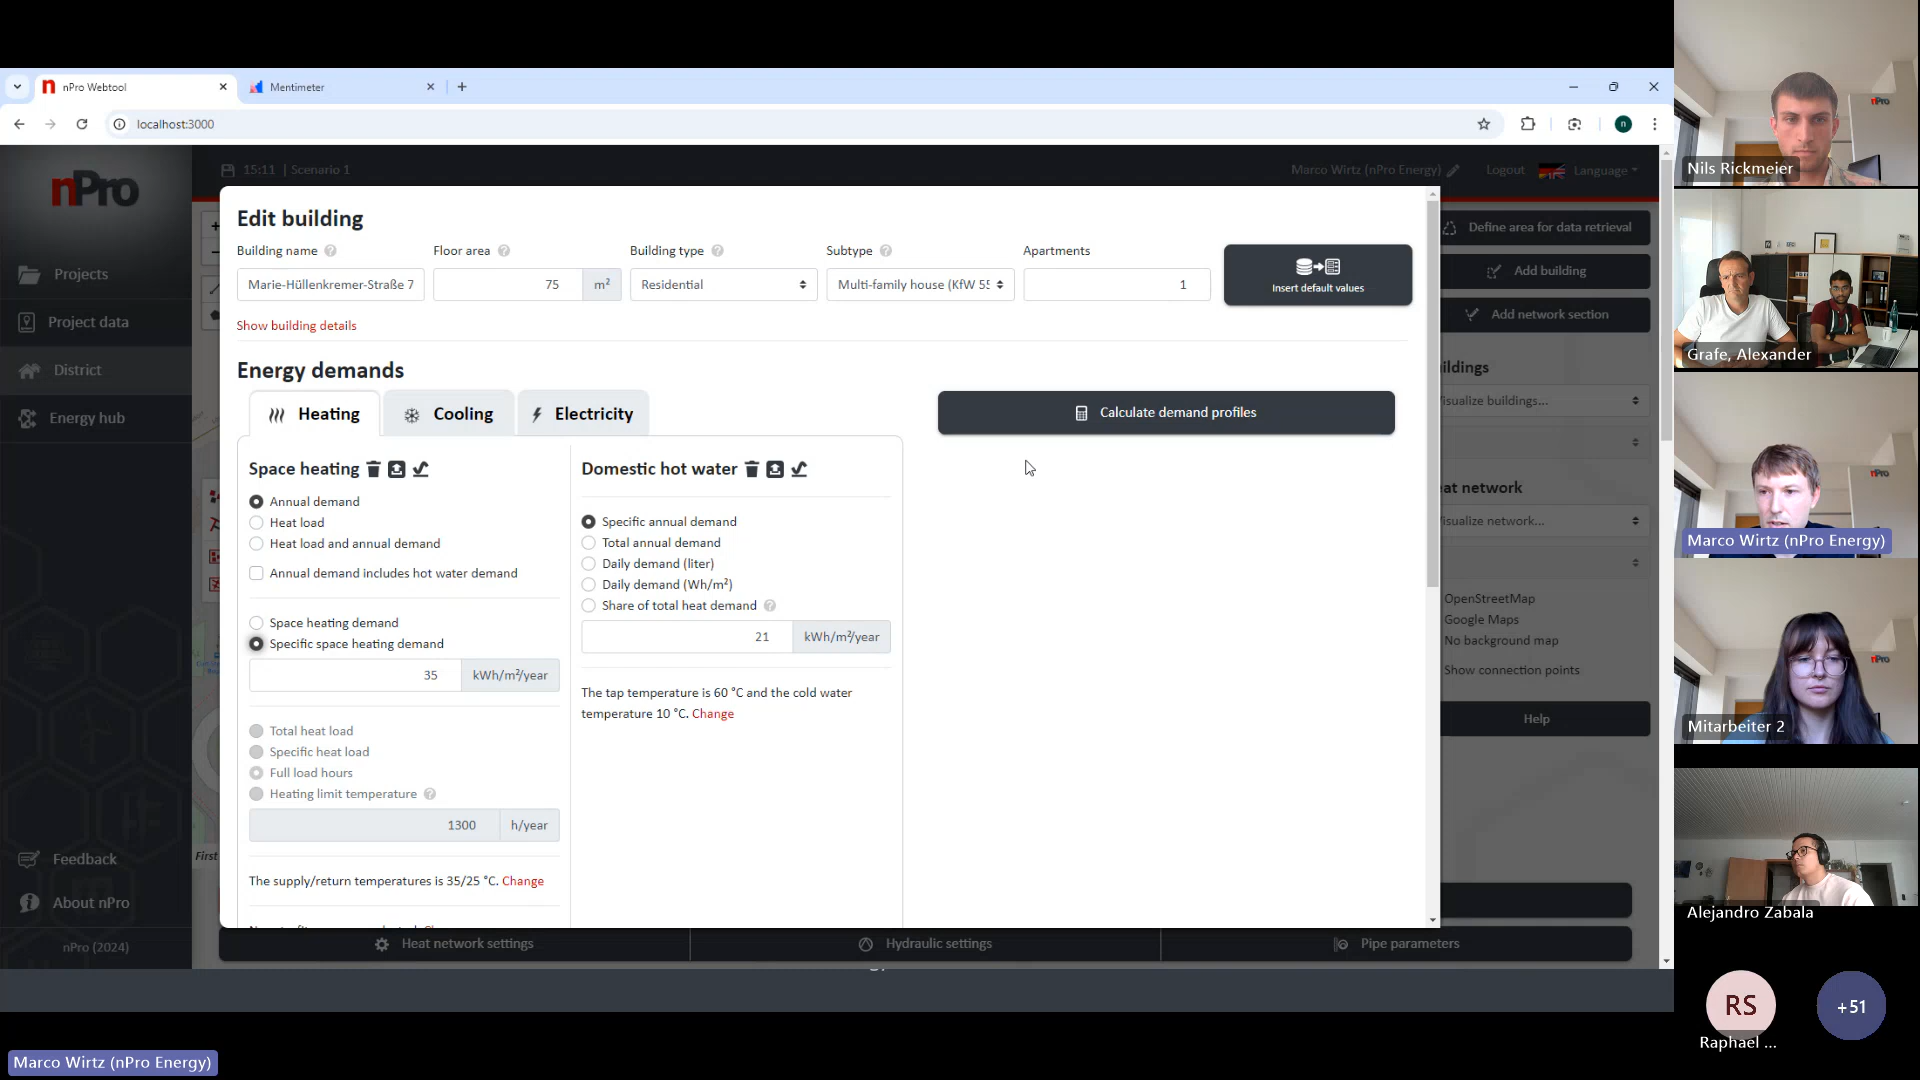 nPro Webtool
Mentimeter
localhost:3000
n
nPro
15:11 | Scenario 1
Marco Wirtz (nPro Energy)
Logout
Language
Projects
Project data
District
Energy hub
Feedback
About nPro
nPro (2024)
Edit building
Building name
Floor area
Building type
Subtype
Apartments
Marie-Hüllenkremer-Straße 7
75
m²
Residential
Multi-family house (KfW 55
1
Insert default values
Show building details
Energy demands
Heating
Cooling
Electricity
Calculate demand profiles
Space heating
Annual demand
Heat load
Heat load and annual demand
Annual demand includes hot water demand
Space heating demand
Specific space heating demand
35
kWh/m²/year
Total heat load
Specific heat load
Full load hours
Heating limit temperature
1300
h/year
The supply/return temperatures is 35/25 °C. Change
Domestic hot water
Specific annual demand
Total annual demand
Daily demand (liter)
Daily demand (Wh/m²)
Share of total heat demand
21
kWh/m²/year
The tap temperature is 60 °C and the cold water
temperature 10 °C. Change
Define area for data retrieval
Add building
Add network section
ildings
isualize buildings...
at network
isualize network...
OpenStreetMap
Google Maps
No background map
Show connection points
Help
First
Heat network settings
Hydraulic settings
Pipe parameters
Nils Rickmeier
Grafe, Alexander
Marco Wirtz (nPro Energy)
Mitarbeiter 2
Alejandro Zabala
RS
Raphael ...
+51
Marco Wirtz (nPro Energy)